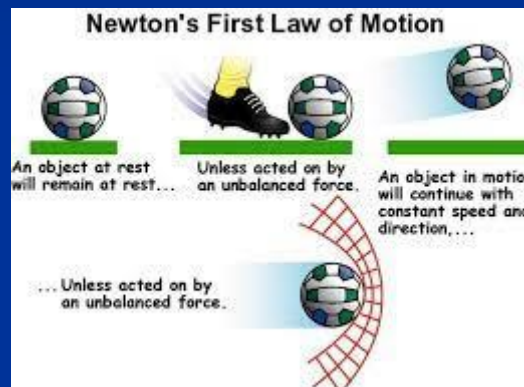 Newton's First Law of Motion
An object at rest
will remain at rest...
Unless acted on by
an unbalanced force.
An object in motio
will continue with
constant speed and
direction,...
...Unless acted on by
an unbalanced force.